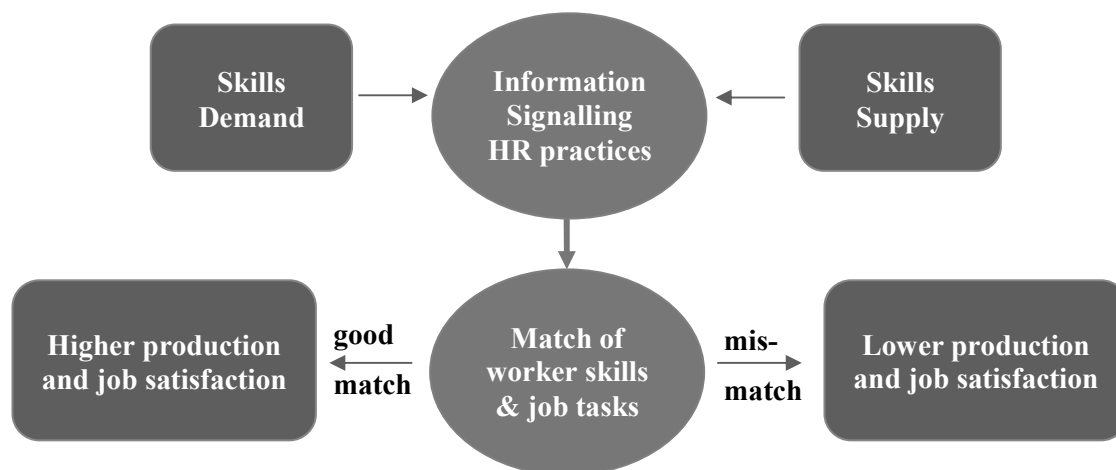 Skills
Demand
Information
Signalling
HR practices
Skills
Supply
Higher production
and job satisfaction
good
match
Match of
worker skills
& job tasks
mis-
match
Lower production
and job satisfaction